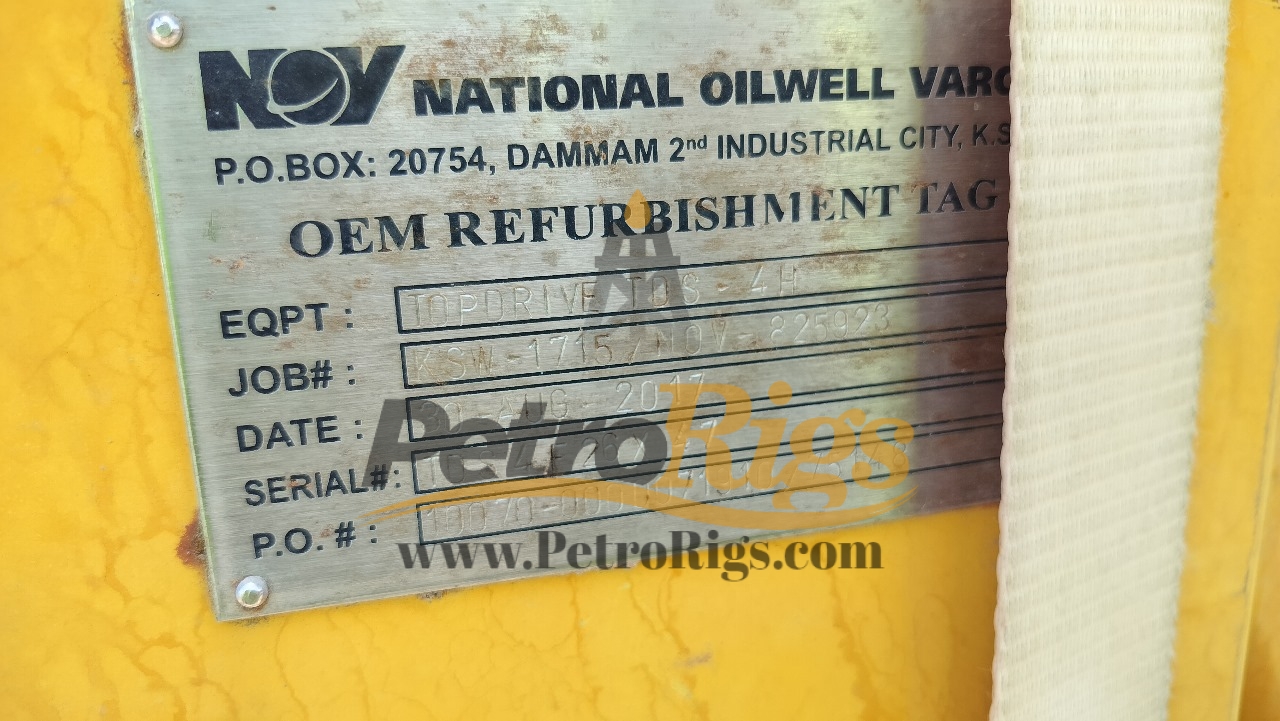 NOV NATIONAL OILWELL VARC
P.O.BOX: 20754, DAMMAM 2nd INDUSTRIAL CITY, K.S
OEM REFURBISHMENT TAG
EQPT : TOPDRIVE TDS - 4H
JOB# : KSW-1715/NOV-825923
DATE : 30-AUG-2017
SERIAL# :
P.O. # :
PetroRigs
www.PetroRigs.com